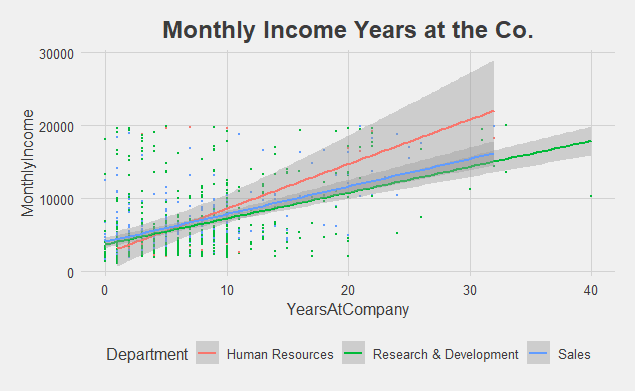 Monthly Income Years at the Co.
30000
20000
10000
0
MonthlyIncome
0 10 20 30 40
YearsAtCompany
Department Human Resources Research & Development Sales